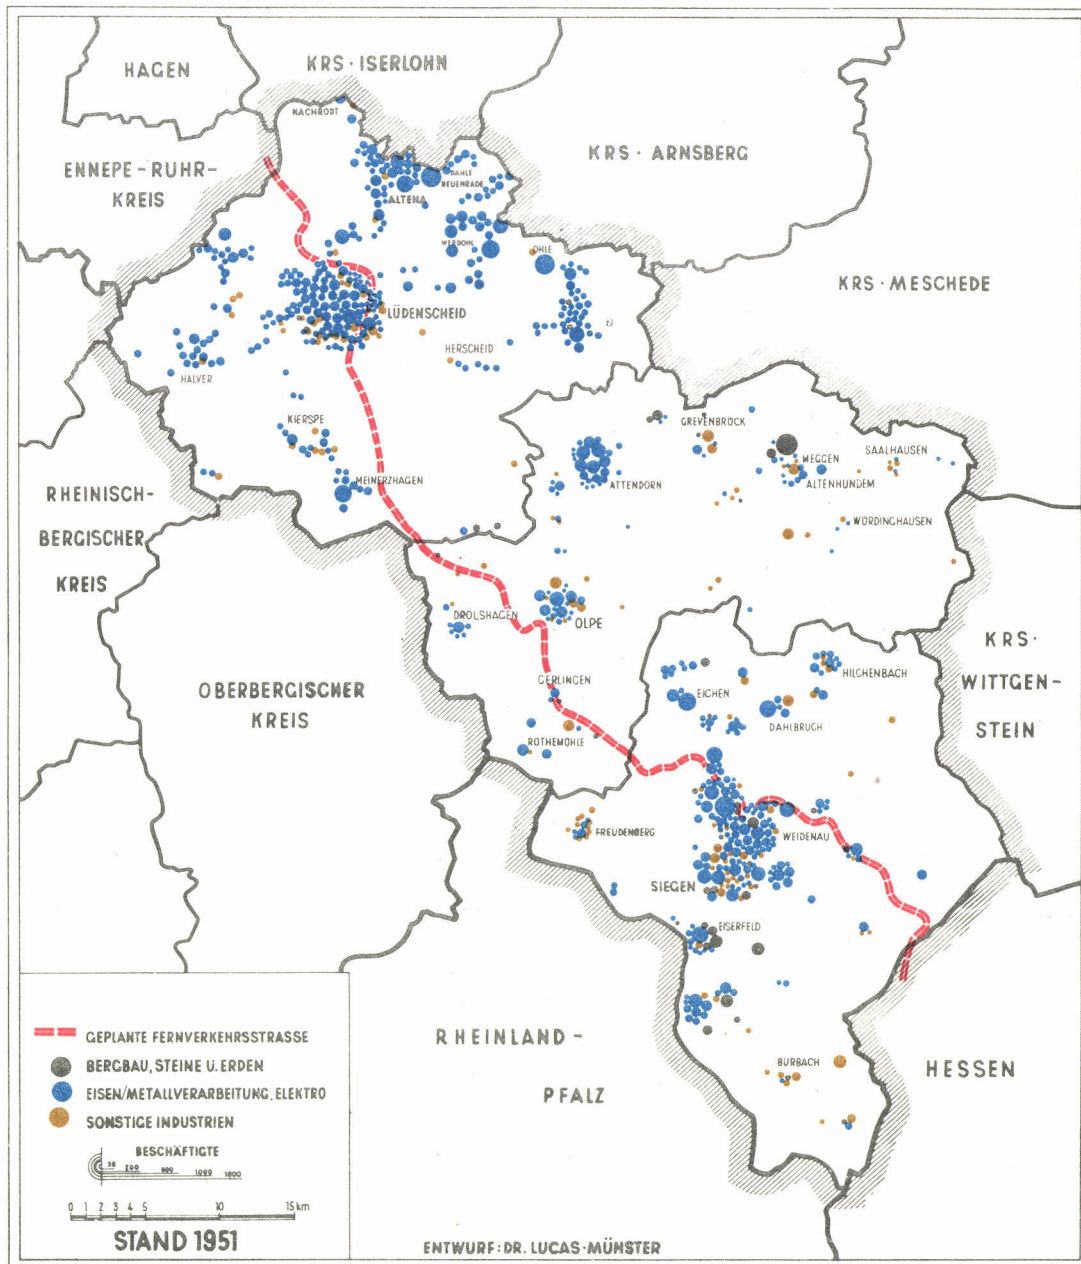 HAGEN
KRS·ISERLOHN
NACHRODT
ENNEPE-RUHR-
KREIS
KRS·ARNSBERG
DAHLE
NEUENRADE
ALTENA
WERDOHL
OHLE
KRS·MESCHEDE
LÜDENSCHEID
HERSCHEID
HALVER
KIERSPE
GREVENBRÜCK
MEGGEN
SAALHAUSEN
MEINERZHAGEN
ATTENDORN
ALTENHUNDEM
RHEINISCH-
BERGISCHER
KREIS
WÖRDINGHAUSEN
DROLSHAGEN
OLPE
KRS·
WITTGEN-
STEIN
HILCHENBACH
GERLINGEN
EICHEN
OBERBERGISCHER
KREIS
DAHLBRUCH
ROTHEMÜHLE
FREUDENBERG
WEIDENAU
SIEGEN
EISERFELD
RHEINLAND-
PFALZ
BURBACH
HESSEN
GEPLANTE FERNVERKEHRSSTRASSE
BERGBAU, STEINE U. ERDEN
EISEN/METALLVERARBEITUNG, ELEKTRO
SONSTIGE INDUSTRIEN
BESCHÄFTIGTE
0 1 2 3 4 5 10 15 km
STAND 1951
ENTWURF: DR. LUCAS·MÜNSTER